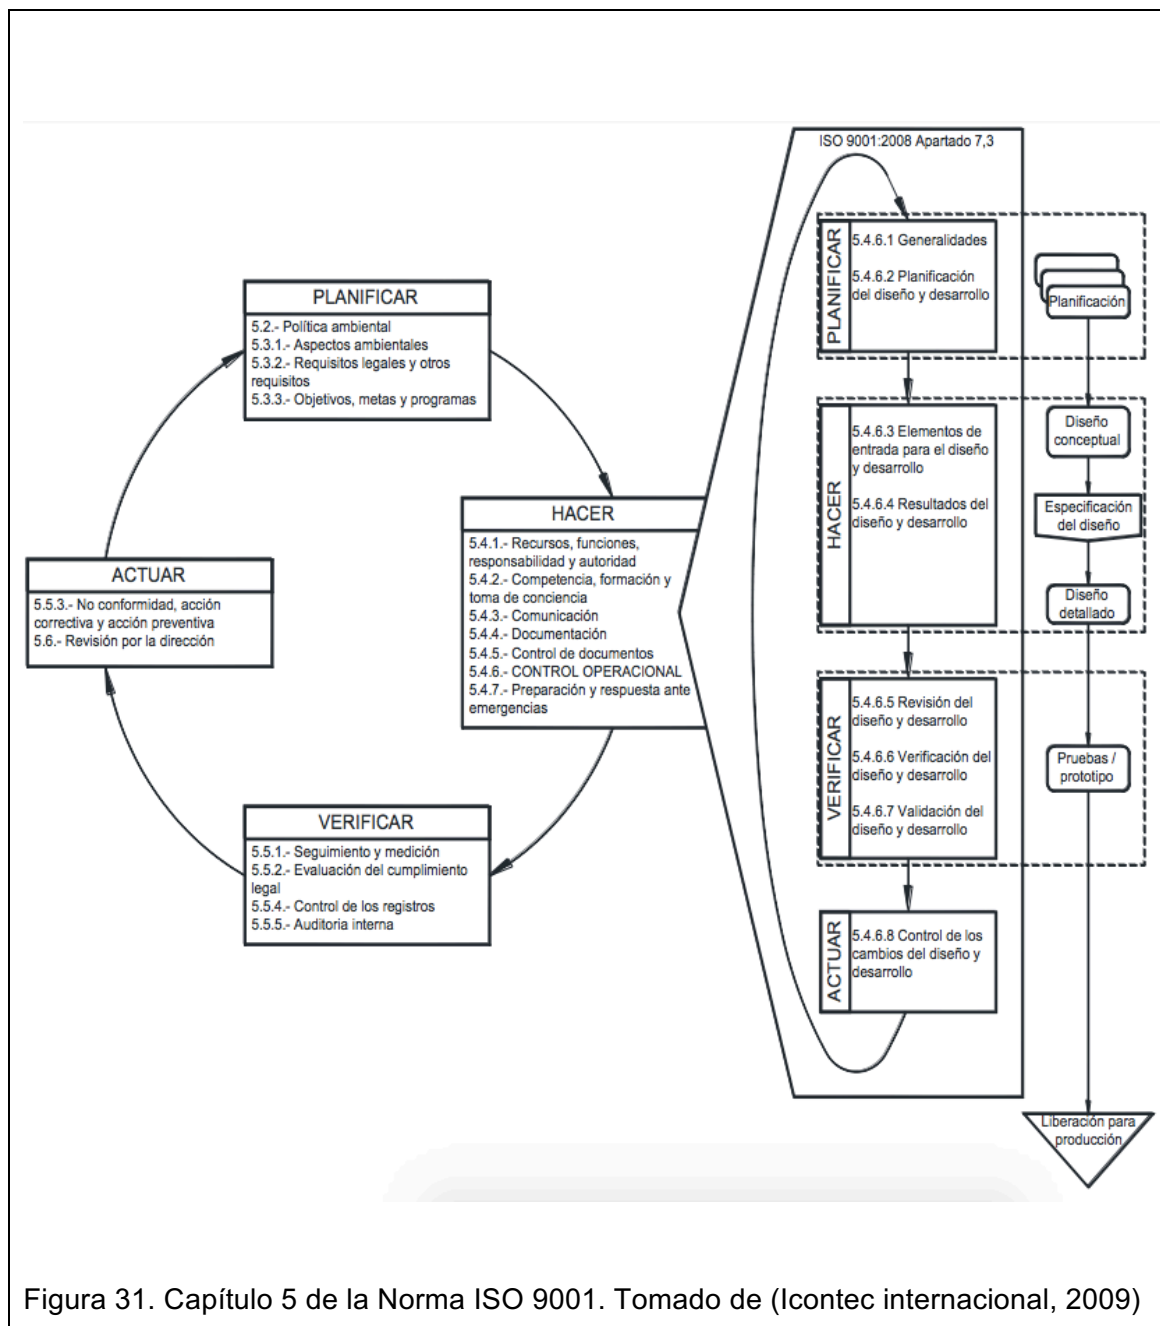 PLANIFICAR
5.2.- Política ambiental
5.3.1.- Aspectos ambientales
5.3.2.- Requisitos legales y otros
requisitos
5.3.3.- Objetivos, metas y programas
HACER
5.4.1.- Recursos, funciones,
responsabilidad y autoridad
5.4.2.- Competencia, formación y
toma de conciencia
5.4.3.- Comunicación
5.4.4.- Documentación
5.4.5.- Control de documentos
5.4.6.- CONTROL OPERACIONAL
5.4.7.- Preparación y respuesta ante
emergencias
VERIFICAR
5.5.1.- Seguimiento y medición
5.5.2.- Evaluación del cumplimiento
legal
5.5.4.- Control de los registros
5.5.5.- Auditoria interna
ACTUAR
5.5.3.- No conformidad, acción
correctiva y acción preventiva
5.6.- Revisión por la dirección
ISO 9001:2008 Apartado 7,3
PLANIFICAR
5.4.6.1 Generalidades
5.4.6.2 Planificación
del diseño y desarrollo
HACER
5.4.6.3 Elementos de
entrada para el diseño
y desarrollo
5.4.6.4 Resultados del
diseño y desarrollo
VERIFICAR
5.4.6.5 Revisión del
diseño y desarrollo
5.4.6.6 Verificación del
diseño y desarrollo
5.4.6.7 Validación del
diseño y desarrollo
ACTUAR
5.4.6.8 Control de los
cambios del diseño y
desarrollo
Planificación
Diseño
conceptual
Especificación
del diseño
Diseño
detallado
Pruebas /
prototipo
Liberación para
producción
Figura 31. Capítulo 5 de la Norma ISO 9001. Tomado de (Icontec internacional, 2009)